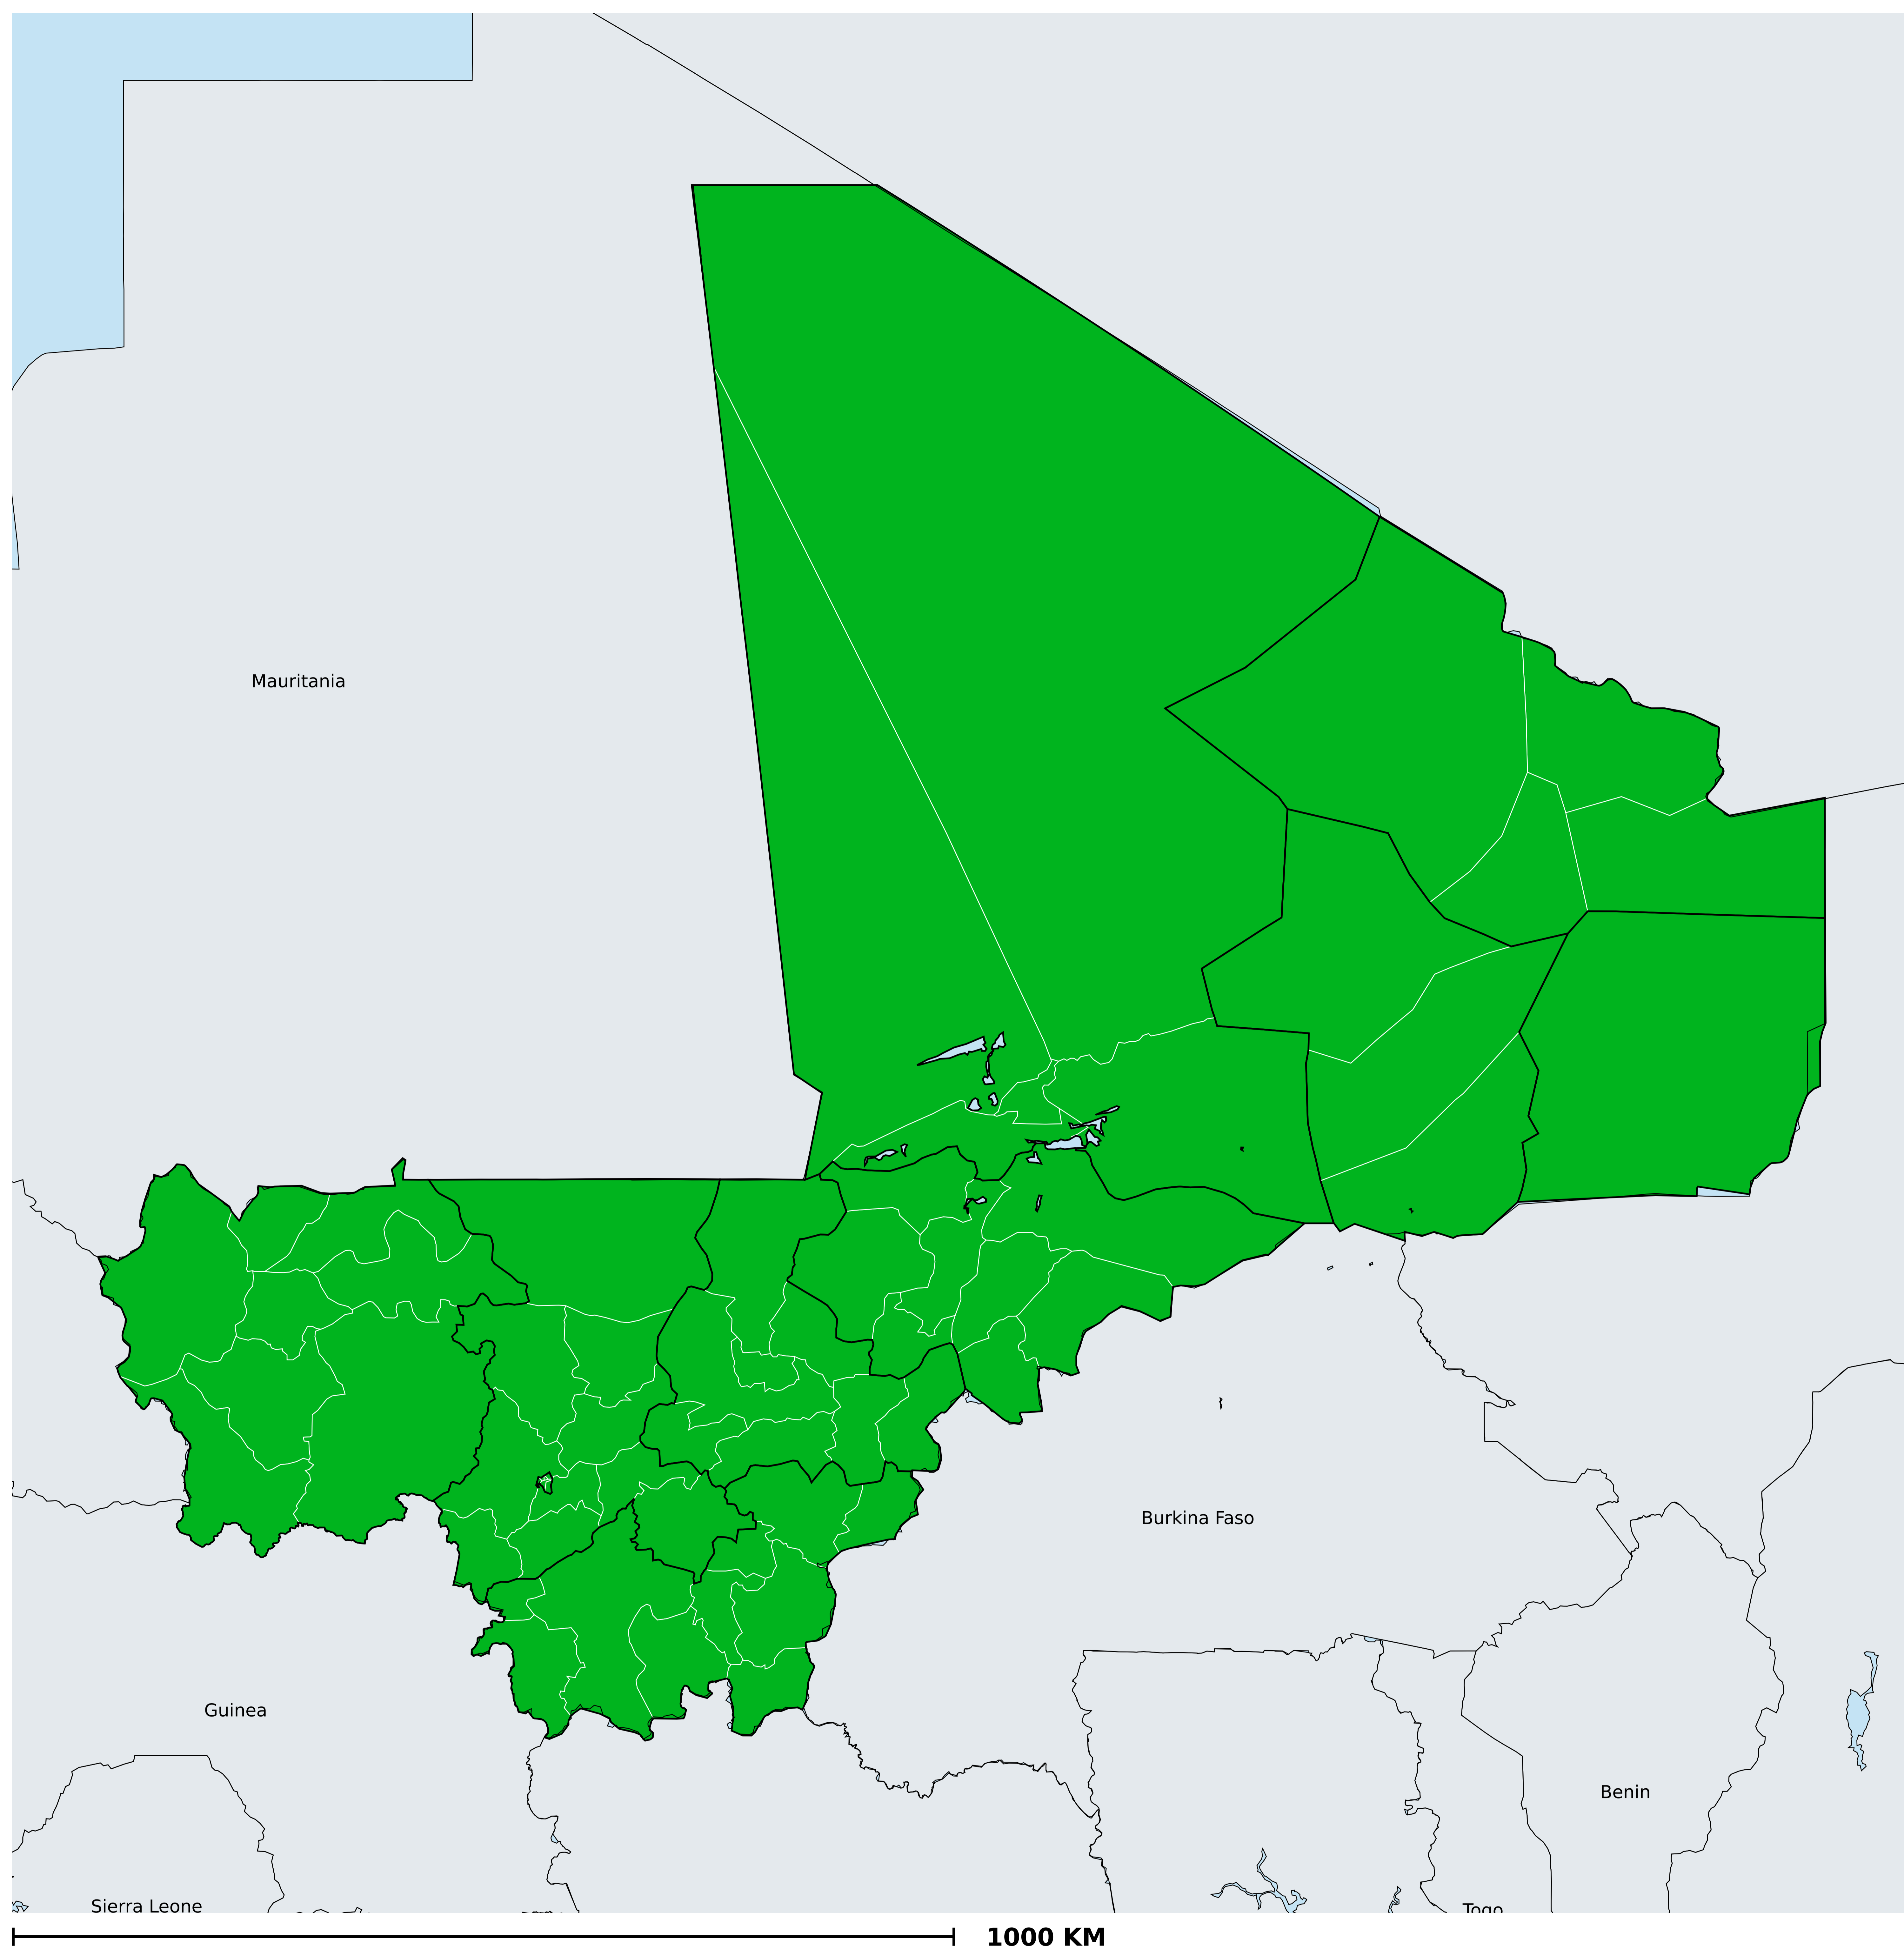 Mauritania
Burkina Faso
Guinea
Benin
Sierra Leone
Togo
1000 KM